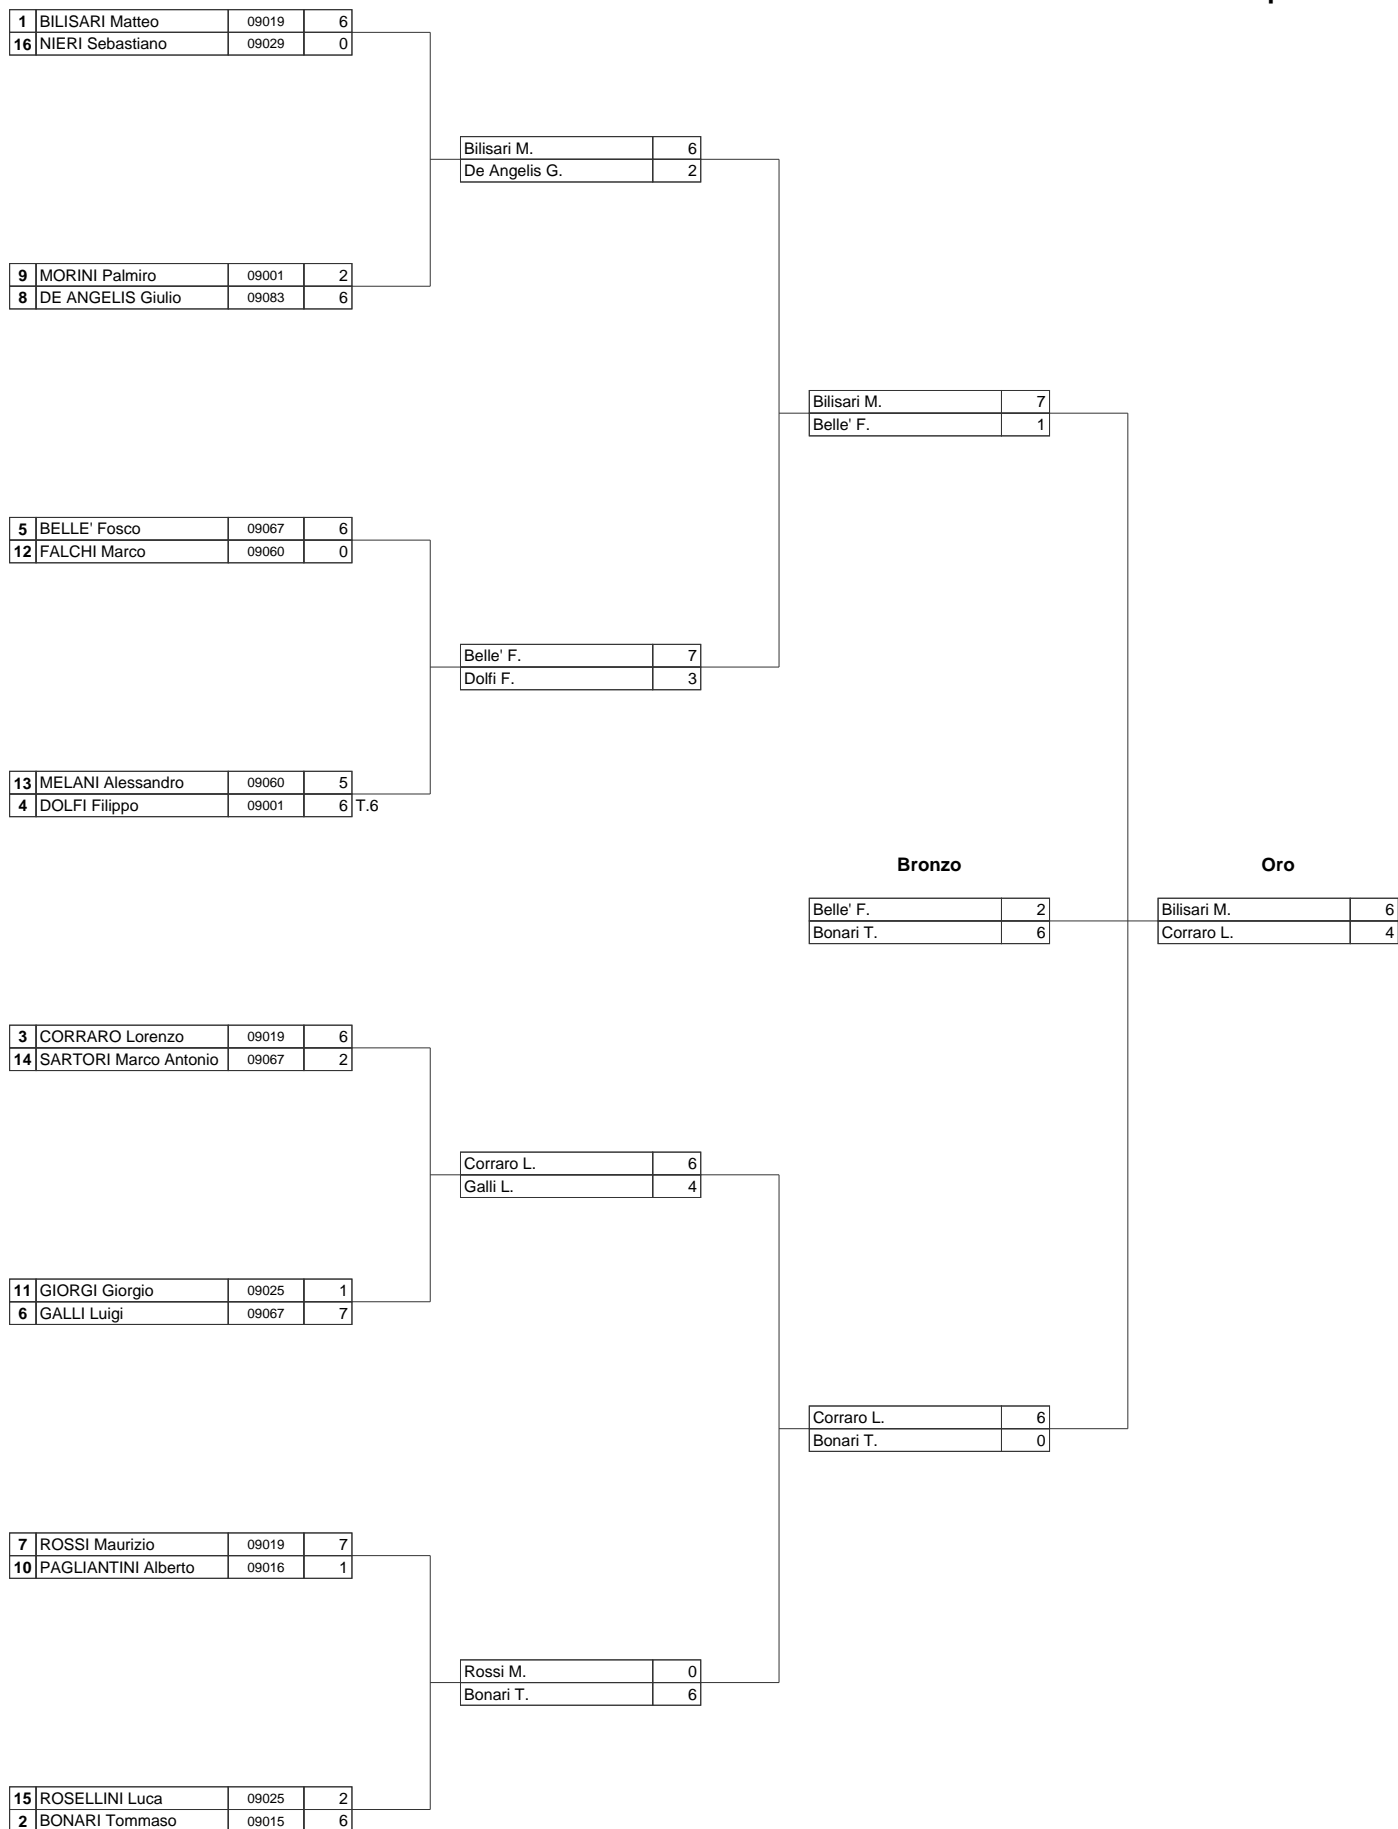 1 BILISARI Matteo 09019 6
16 NIERI Sebastiano 09029 0
Bilisari M. 6
De Angelis G. 2
9 MORINI Palmiro 09001 2
8 DE ANGELIS Giulio 09083 6
Bilisari M. 7
Belle' F. 1
5 BELLE' Fosco 09067 6
12 FALCHI Marco 09060 0
Belle' F. 7
Dolfi F. 3
13 MELANI Alessandro 09060 5
4 DOLFI Filippo 09001 6 T.6
Bronzo Oro
Belle' F. 2 Bilisari M. 6
Bonari T. 6 Corraro L. 4
3 CORRARO Lorenzo 09019 6
14 SARTORI Marco Antonio 09067 2
Corraro L. 6
Galli L. 4
11 GIORGI Giorgio 09025 1
6 GALLI Luigi 09067 7
Corraro L. 6
Bonari T. 0
7 ROSSI Maurizio 09019 7
10 PAGLIANTINI Alberto 09016 1
Rossi M. 0
Bonari T. 6
15 ROSELLINI Luca 09025 2
2 BONARI Tommaso 09015 6